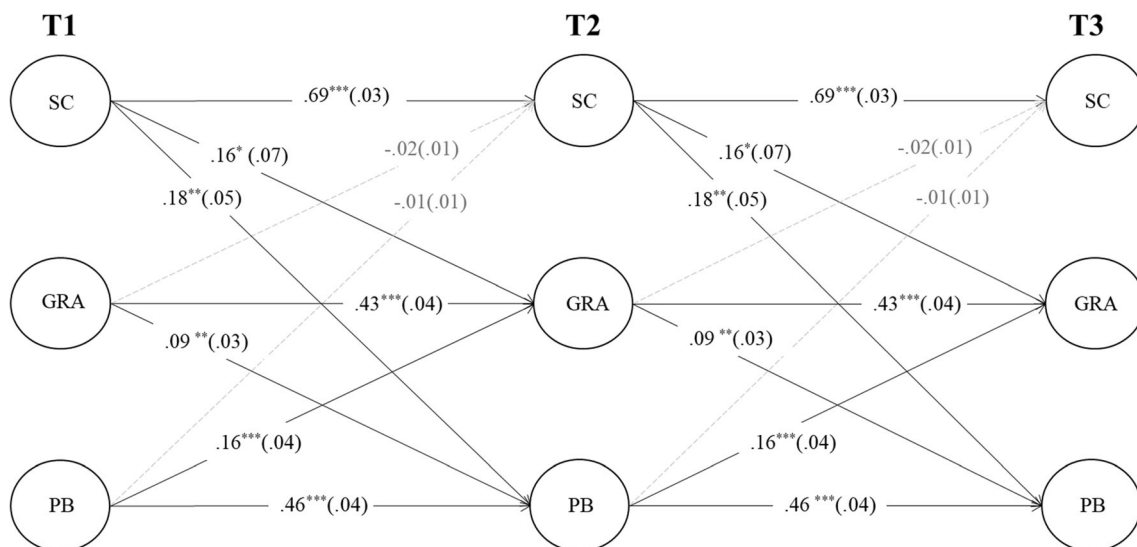 T1 T2 T3
SC .69***(.03) SC .69***(.03) SC
.16*(.07) -.02(.01) .16*(.07) -.02(.01)
.18**(.05) -.01(.01) .18**(.05) -.01(.01)
GRA .43***(.04) GRA .43***(.04) GRA
.09 **(.03) .09 **(.03)
.16***(.04) .16***(.04)
PB .46***(.04) PB .46 ***(.04) PB